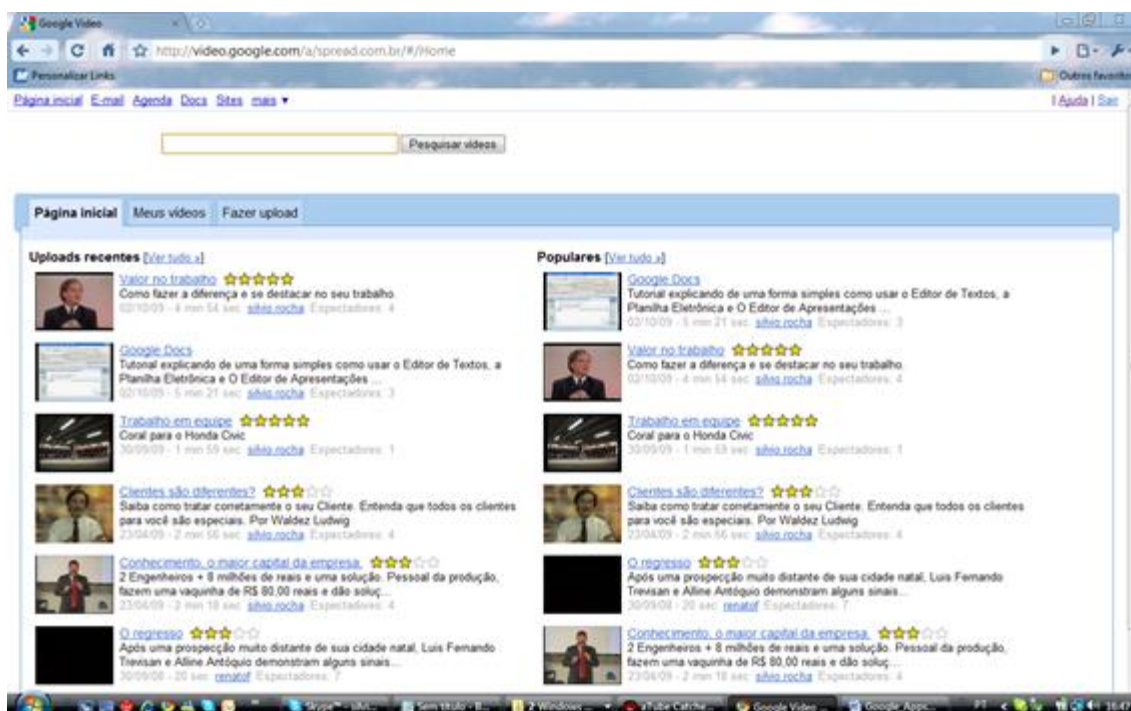 Google Video
http://video.google.com/a/spread.com.br/#/Home
Personalizar Links
Outros favorito
Página inicial E-mail Agenda Docs Sites mais ▼
| Ajuda | Sair
Pesquisar vídeos
Página inicial Meus vídeos Fazer upload
Uploads recentes [Ver tudo »]
Valor no trabalho
Como fazer a diferença e se destacar no seu trabalho.
02/10/09 - 4 min 54 sec silvio.rocha Espectadores: 4
Google Docs
Tutorial explicando de uma forma simples como usar o Editor de Textos, a
Planilha Eletrônica e O Editor de Apresentações ...
02/10/09 - 5 min 21 sec silvio.rocha Espectadores: 3
Trabalho em equipe
Coral para o Honda Civic
30/09/09 - 1 min 59 sec silvio.rocha Espectadores: 1
Clientes são diferentes?
Saiba como tratar corretamente o seu Cliente. Entenda que todos os clientes
para você são especiais. Por Waldez Ludwig
23/04/09 - 2 min 56 sec silvio.rocha Espectadores: 4
Conhecimento, o maior capital da empresa.
2 Engenheiros + 8 milhões de reais e uma solução. Pessoal da produção,
fazem uma vaquinha de R$ 80,00 reais e dão soluç...
23/04/09 - 2 min 18 sec silvio.rocha Espectadores: 4
O regresso
Após uma prospecção muito distante de sua cidade natal, Luis Fernando
Trevisan e Alline Antóquio demonstram alguns sinais...
30/09/08 - 20 sec renatof Espectadores: 7
Populares [Ver tudo »]
Google Docs
Tutorial explicando de uma forma simples como usar o Editor de Textos, a
Planilha Eletrônica e O Editor de Apresentações ...
02/10/09 - 5 min 21 sec silvio.rocha Espectadores: 3
Valor no trabalho
Como fazer a diferença e se destacar no seu trabalho.
02/10/09 - 4 min 54 sec silvio.rocha Espectadores: 4
Trabalho em equipe
Coral para o Honda Civic
30/09/09 - 1 min 59 sec silvio.rocha Espectadores: 1
Clientes são diferentes?
Saiba como tratar corretamente o seu Cliente. Entenda que todos os clientes
para você são especiais. Por Waldez Ludwig
23/04/09 - 2 min 56 sec silvio.rocha Espectadores: 4
O regresso
Após uma prospecção muito distante de sua cidade natal, Luis Fernando
Trevisan e Alline Antóquio demonstram alguns sinais...
30/09/08 - 20 sec renatof Espectadores: 7
Conhecimento, o maior capital da empresa.
2 Engenheiros + 8 milhões de reais e uma solução. Pessoal da produção,
fazem uma vaquinha de R$ 80,00 reais e dão soluç...
23/04/09 - 2 min 18 sec silvio.rocha Espectadores: 4
Skype™ - silvi... Sem título - B... 2 Windows ... aTube Catche... Google Video ... Google Apps... PT 16:47